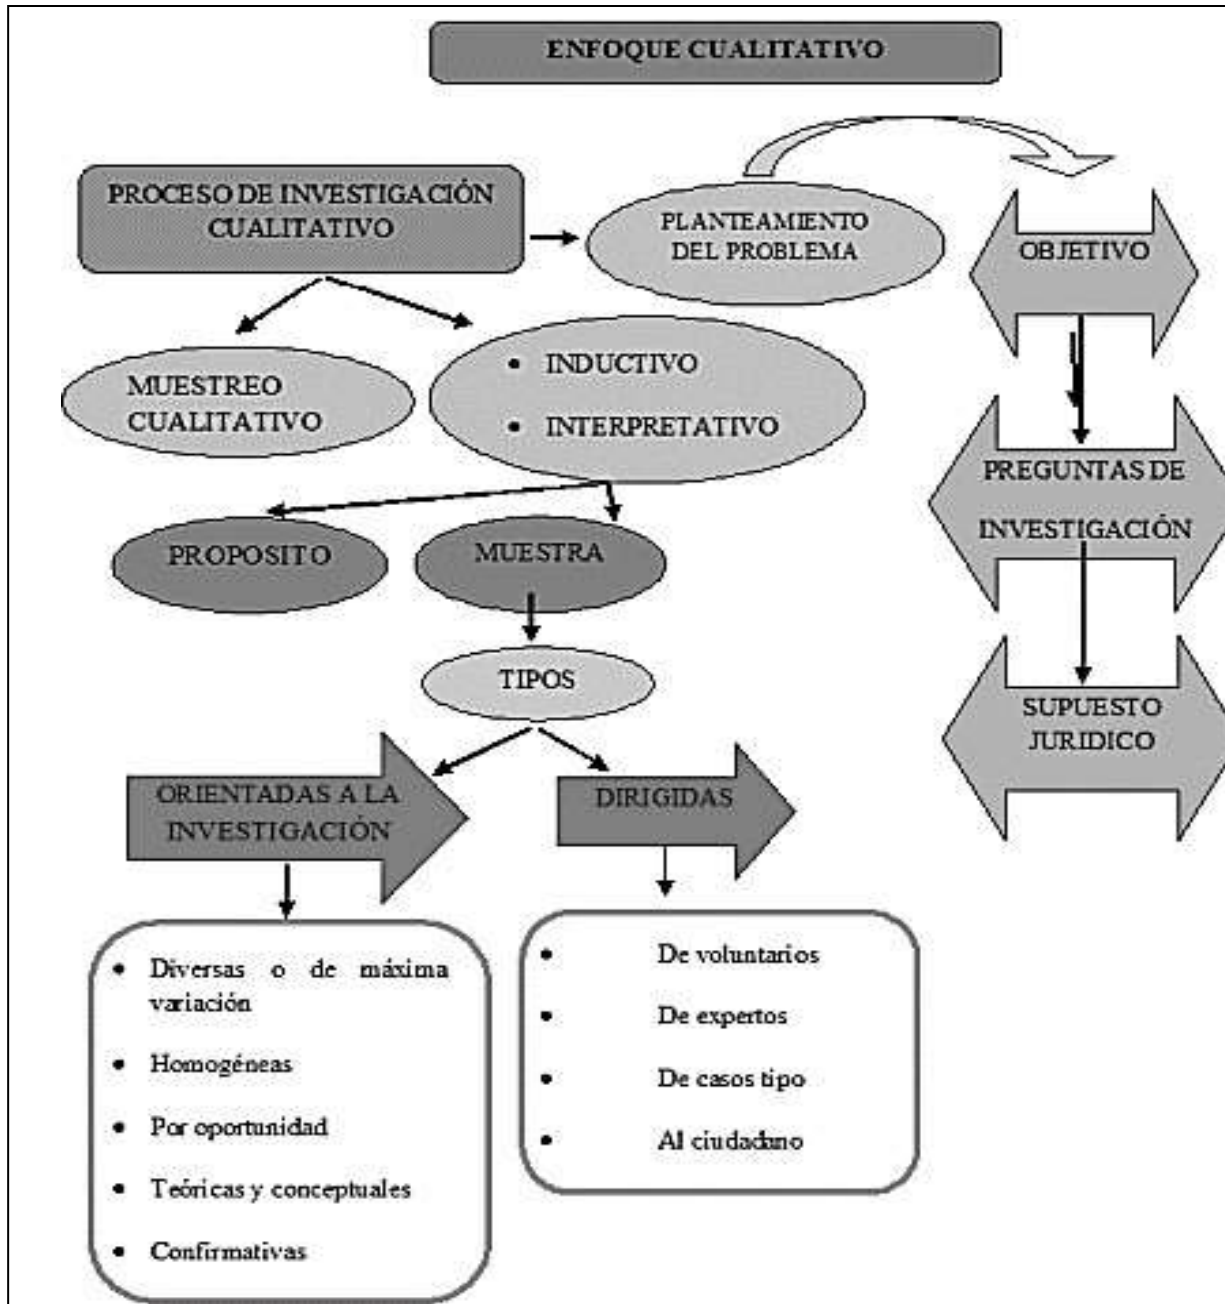 ENFOQUE CUALITATIVO
PROCESO DE INVESTIGACIÓN
CUALITATIVO
PLANTEAMIENTO
DEL PROBLEMA
OBJETIVO
MUESTREO
CUALITATIVO
• INDUCTIVO
• INTERPRETATIVO
PREGUNTAS DE
INVESTIGACIÓN
PROPOSITO
MUESTRA
TIPOS
SUPUESTO
JURIDICO
ORIENTADAS A LA
INVESTIGACIÓN
DIRIGIDAS
• Diversas o de máxima
variación
• Homogéneas
• Por oportunidad
• Teóricas y conceptuales
• Confirmativas
• De voluntarios
• De expertos
• De casos tipo
• Al ciudadano